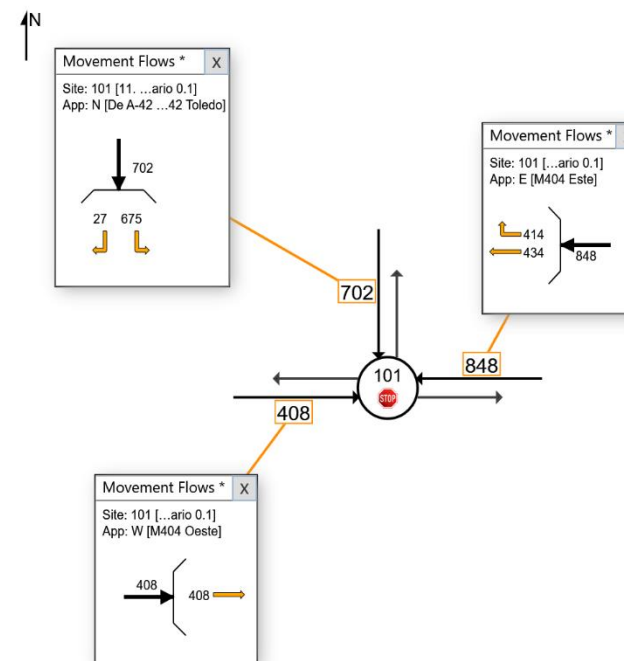 N
Movement Flows * X
Site: 101 [11. ...ario 0.1]
App: N [De A-42 ...42 Toledo]
702
27 675
Movement Flows *
Site: 101 [...ario 0.1]
App: E [M404 Este]
414
434
848
702
848
101
STOP
408
Movement Flows * X
Site: 101 [...ario 0.1]
App: W [M404 Oeste]
408
408